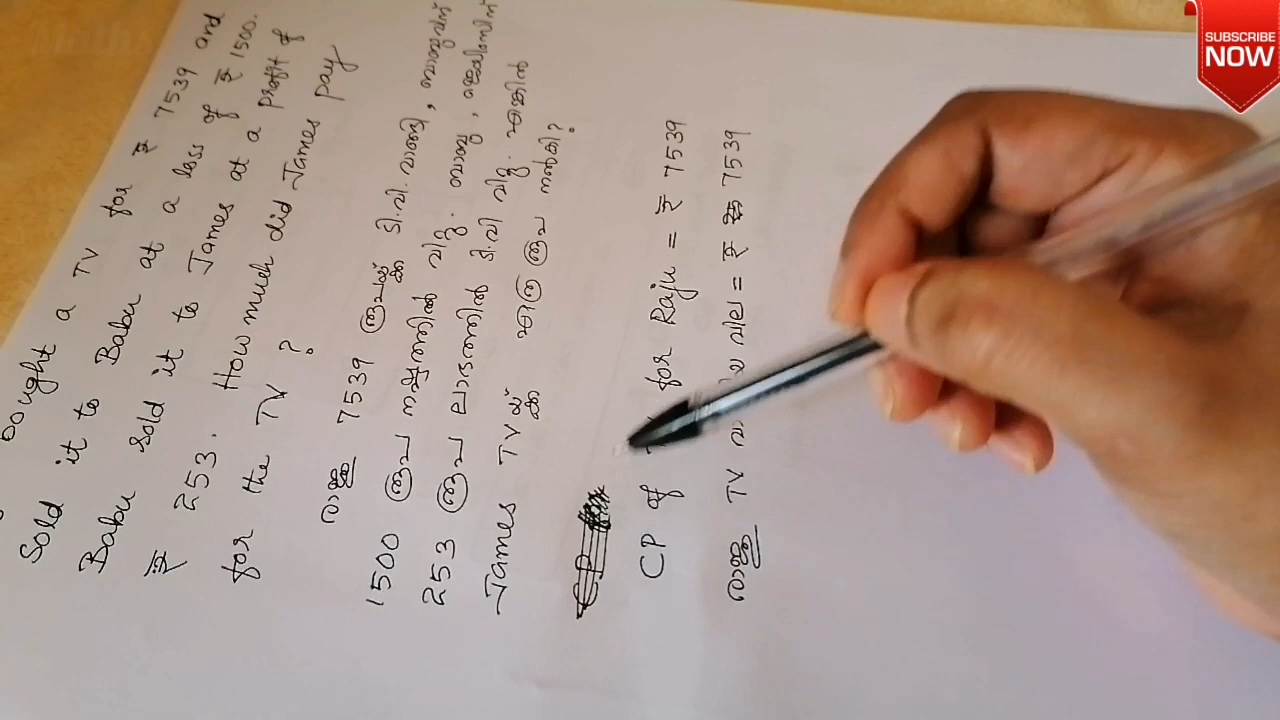 bought a TV for ₹ 7539 and
Sold it to Babu at a loss of ₹ 1500.
Babu sold it to James at a profit of
₹ 253. How much did James pay
for the TV ?
രാജു 7539 രൂപയ്ക്ക് ടി.വി. വാങ്ങി, ബാബുവിന്
1500 രൂപ നഷ്ടത്തിൽ വിറ്റു. ബാബു, ജെയിംസിന്
253 രൂപ ലാഭത്തിൽ ടി.വി വിറ്റു. എങ്കിൽ
James TV യ്ക്ക് എത്ര രൂപ നൽകി?
CP of for Raju = ₹ 7539
രാജു TV വില = ₹ 7539
SUBSCRIBE
NOW